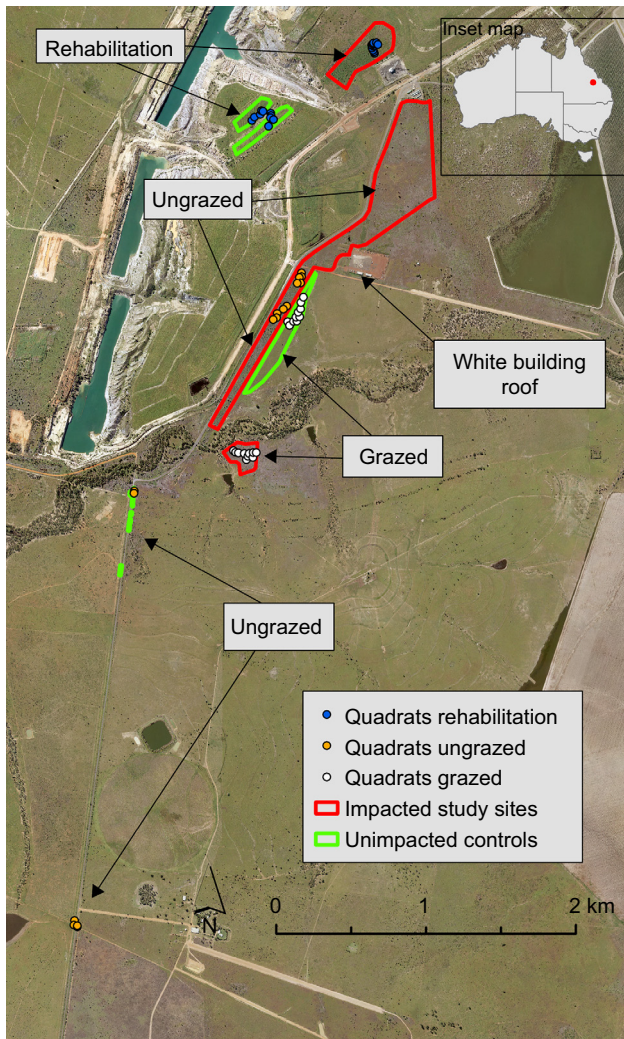 Inset map
Rehabilitation
Ungrazed
White building
roof
Grazed
Ungrazed
Quadrats rehabilitation
Quadrats ungrazed
Quadrats grazed
Impacted study sites
Unimpacted controls
N
0 1 2 km